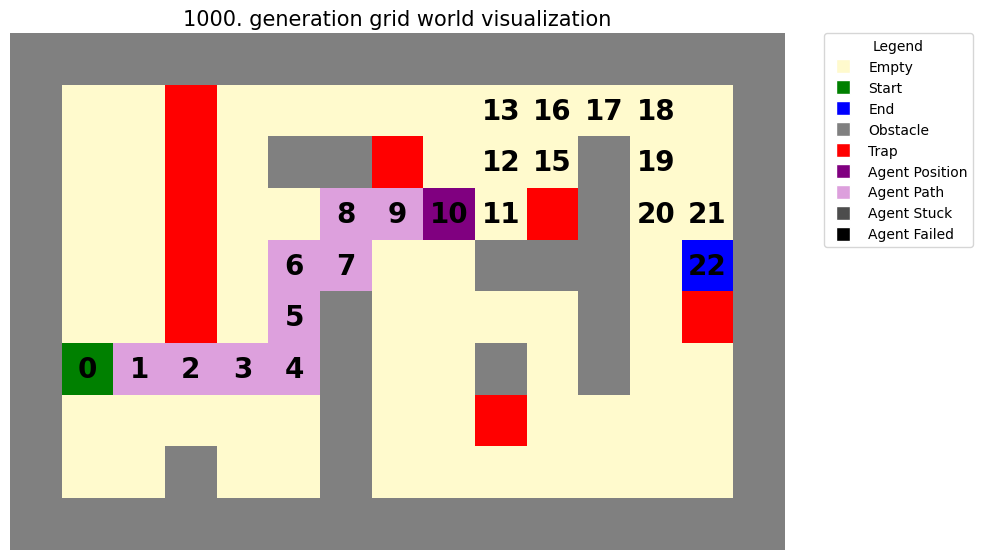 1000. generation grid world visualization
Legend
Empty
Start
End
Obstacle
Trap
Agent Position
Agent Path
Agent Stuck
Agent Failed
13 16 17 18
12 15 19
8 9 10 11 20 21
6 7 22
5
0 1 2 3 4